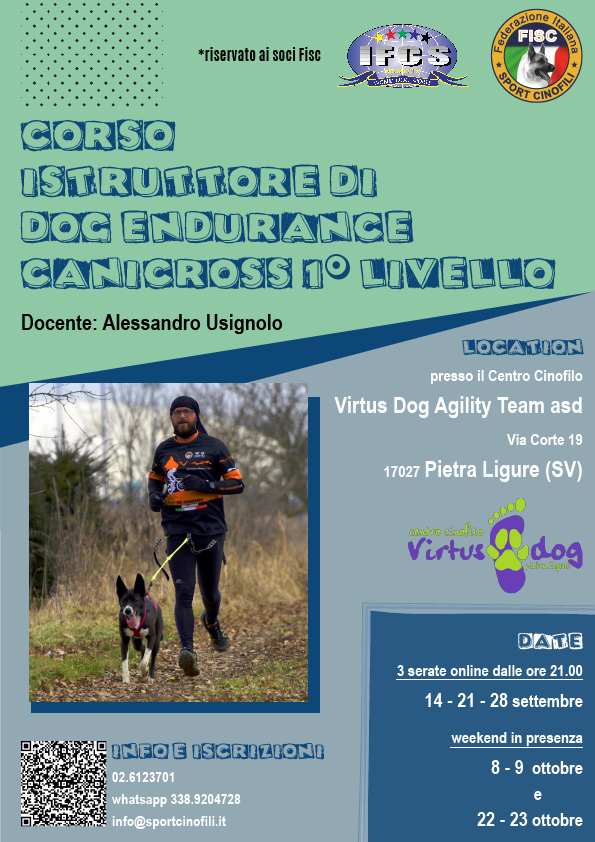 *riservato ai soci Fisc
IFCS
Federazione Italiana
FISC
SPORT CINOFILI
CORSO
ISTRUTTORE DI
DOG ENDURANCE
CANICROSS 1° LIVELLO
Docente: Alessandro Usignolo
LOCATION
presso il Centro Cinofilo
Virtus Dog Agility Team asd
Via Corte 19
17027 Pietra Ligure (SV)
centro cinofilo
Virtus dog
pietra ligure
DATE
3 serate online dalle ore 21.00
14 - 21 - 28 settembre
weekend in presenza
8 - 9 ottobre
e
22 - 23 ottobre
INFO E ISCRIZIONI
02.6123701
whatsapp 338.9204728
info@sportcinofili.it